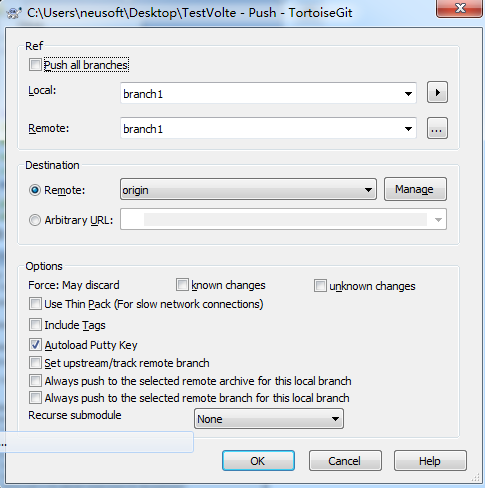 C:\Users\neusoft\Desktop\TestVolte - Push - TortoiseGit
Ref
Push all branches
Local: branch1
Remote: branch1 ...
Destination
Remote: origin Manage
Arbitrary URL:
Options
Force: May discard known changes unknown changes
Use Thin Pack (For slow network connections)
Include Tags
Autoload Putty Key
Set upstream/track remote branch
Always push to the selected remote archive for this local branch
Always push to the selected remote branch for this local branch
Recurse submodule None
...
OK Cancel Help